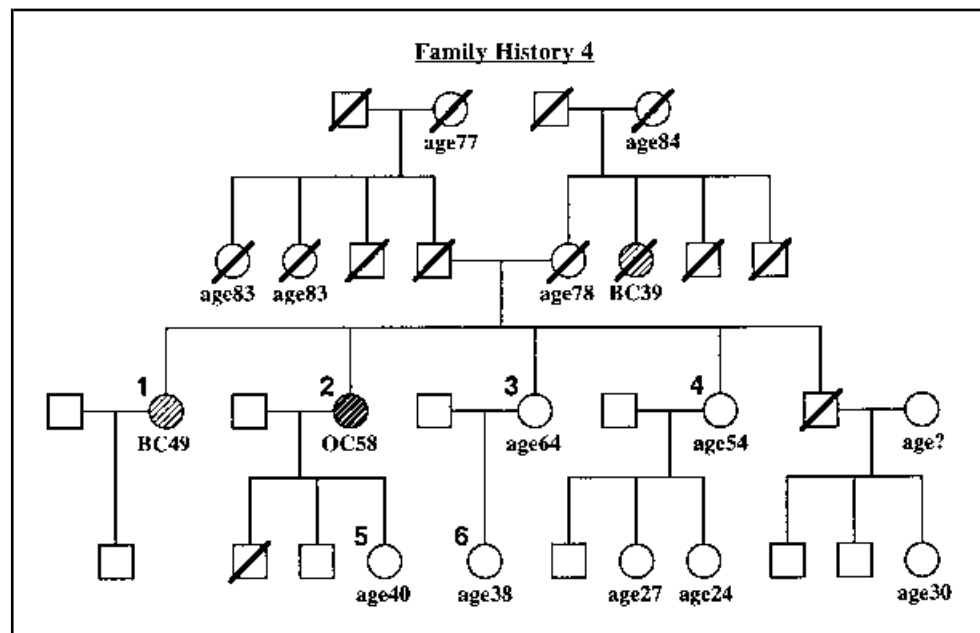 Family History 4
age77 age84
age83 age83 age78 BC39
1 2 3 4
BC49 OC58 age64 age54 age?
5 6
age40 age38 age27 age24 age30